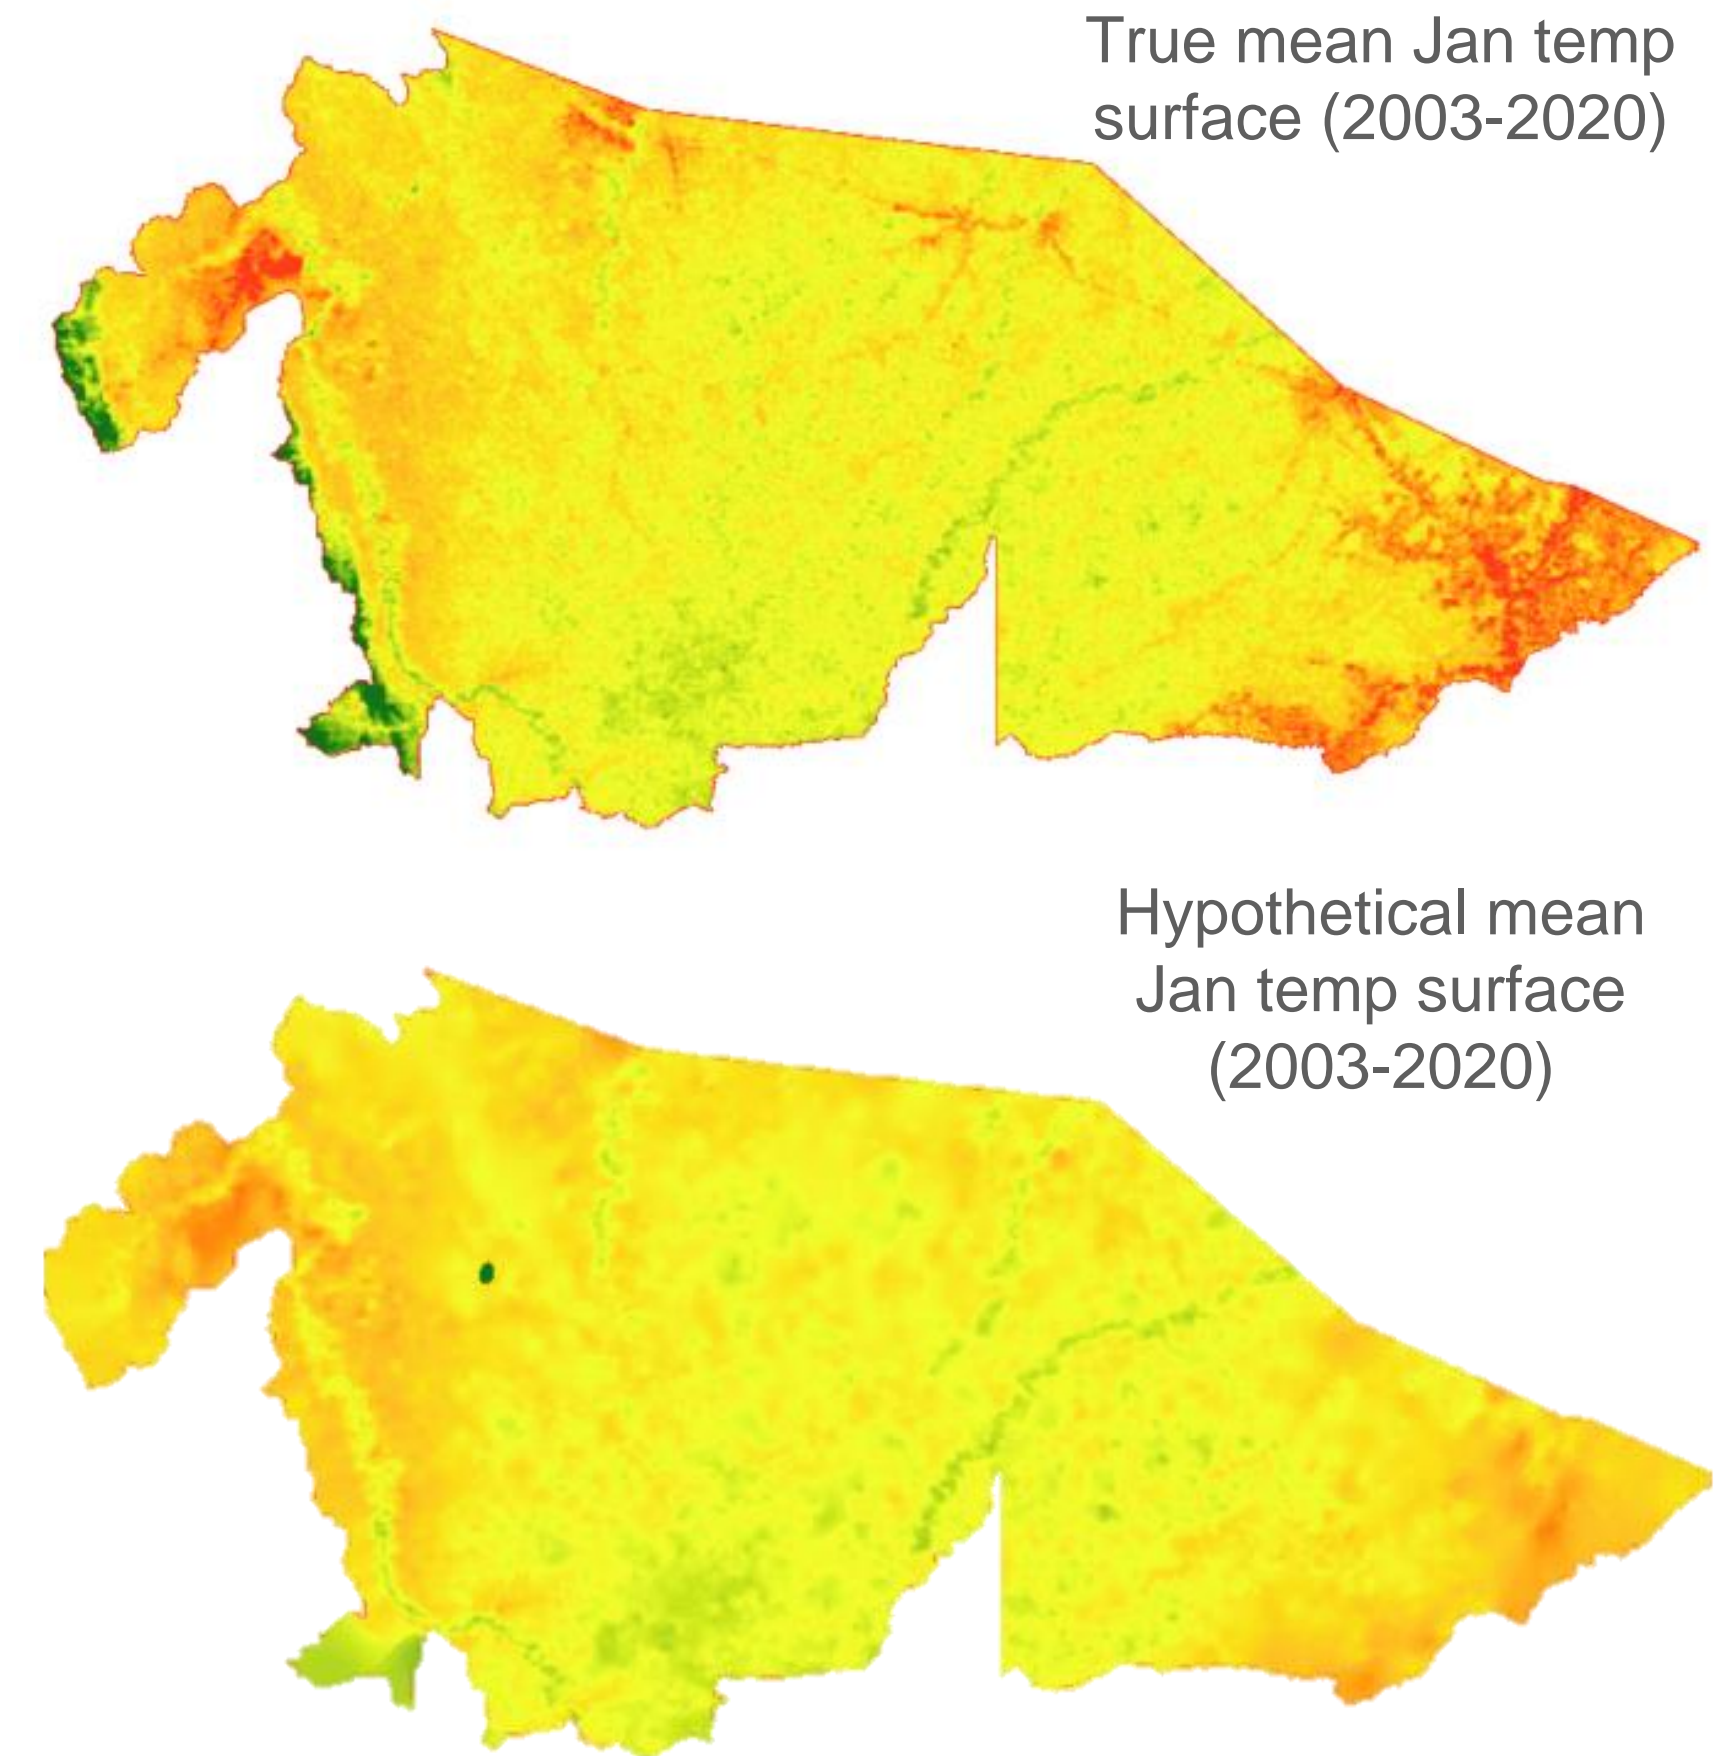 True mean Jan temp
surface (2003-2020)
Hypothetical mean
Jan temp surface
(2003-2020)